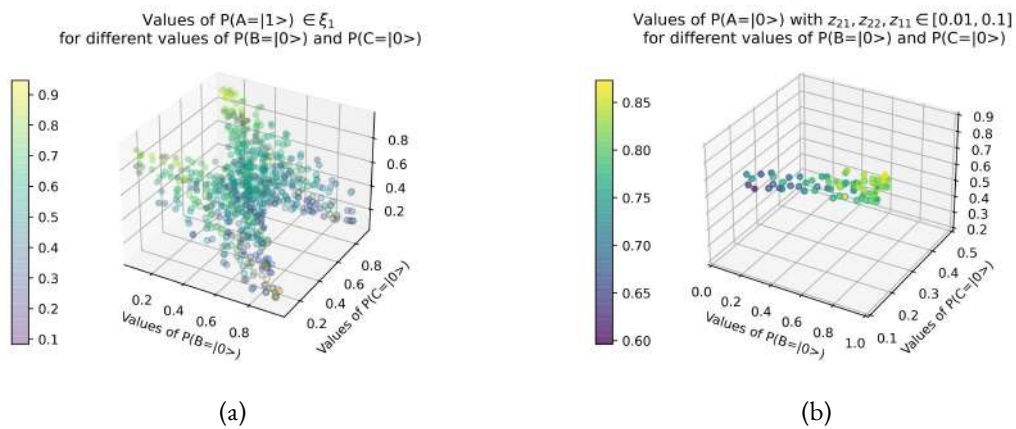 Values of P(A=|1>) ∈ ξ₁
for different values of P(B=|0>) and P(C=|0>)
0.9
0.8
0.7
0.6
0.5
0.4
0.3
0.2
0.1
0.8
0.6
0.4
0.2
0.2 0.4 0.6 0.8
Values of P(B=|0>)
0.2 0.4 0.6 0.8
Values of P(C=|0>)
(a)
Values of P(A=|0>) with z₂₁, z₂₂, z₁₁ ∈ [0.01, 0.1]
for different values of P(B=|0>) and P(C=|0>)
0.85
0.80
0.75
0.70
0.65
0.60
0.9
0.8
0.7
0.6
0.5
0.4
0.3
0.2
0.0 0.2 0.4 0.6 0.8 1.0
Values of P(B=|0>)
0.1 0.2 0.3 0.4 0.5
Values of P(C=|0>)
(b)